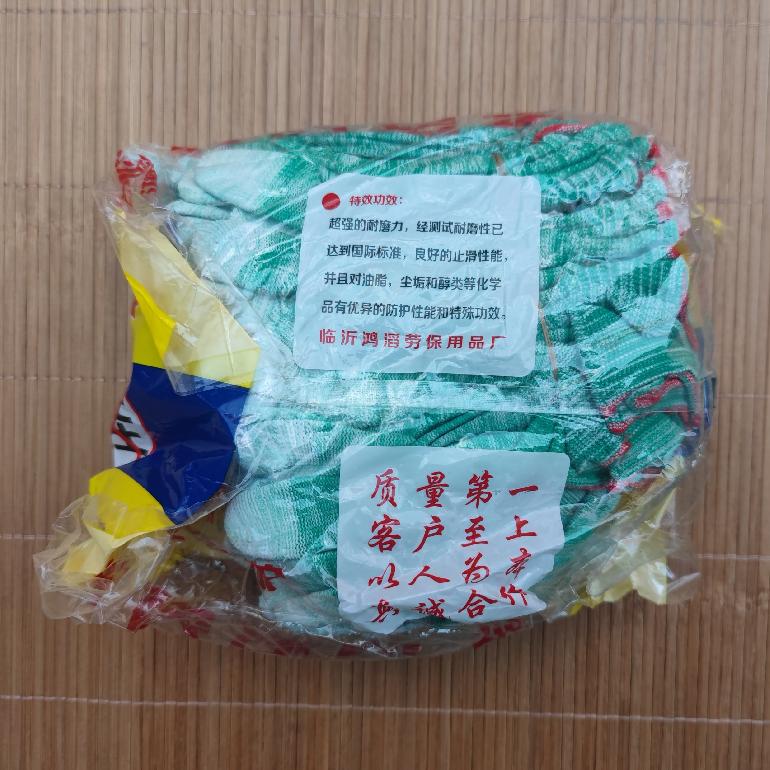 特效功效：
超强的耐磨力，经测试耐磨性已
达到国际标准，良好的止滑性能，
并且对油脂，尘垢和醇类等化学
品有优异的防护性能和特殊功效。
临沂鸿滔劳保用品厂
质量第一
客户至上
以人为本
诚合作